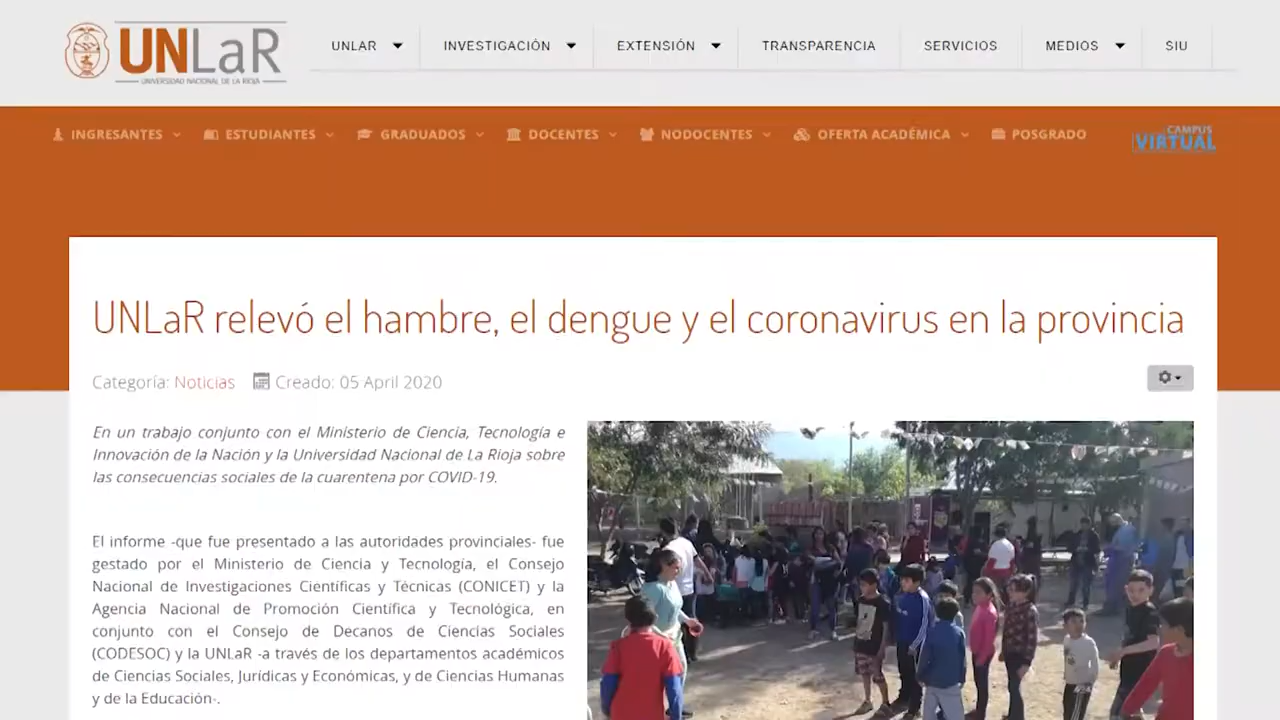 UNLaR
UNIVERSIDAD NACIONAL DE LA RIOJA
UNLAR
INVESTIGACIÓN
EXTENSIÓN
TRANSPARENCIA
SERVICIOS
MEDIOS
SIU
INGRESANTES
ESTUDIANTES
GRADUADOS
DOCENTES
NODOCENTES
OFERTA ACADÉMICA
POSGRADO
CAMPUS
VIRTUAL
UNLaR relevó el hambre, el dengue y el coronavirus en la provincia
Categoría: Noticias Creado: 05 April 2020
En un trabajo conjunto con el Ministerio de Ciencia, Tecnología e
Innovación de la Nación y la Universidad Nacional de La Rioja sobre
las consecuencias sociales de la cuarentena por COVID-19.
El informe -que fue presentado a las autoridades provinciales- fue
gestado por el Ministerio de Ciencia y Tecnología, el Consejo
Nacional de Investigaciones Científicas y Técnicas (CONICET) y la
Agencia Nacional de Promoción Científica y Tecnológica, en
conjunto con el Consejo de Decanos de Ciencias Sociales
(CODESOC) y la UNLaR -a través de los departamentos académicos
de Ciencias Sociales, Jurídicas y Económicas, y de Ciencias Humanas
y de la Educación-.